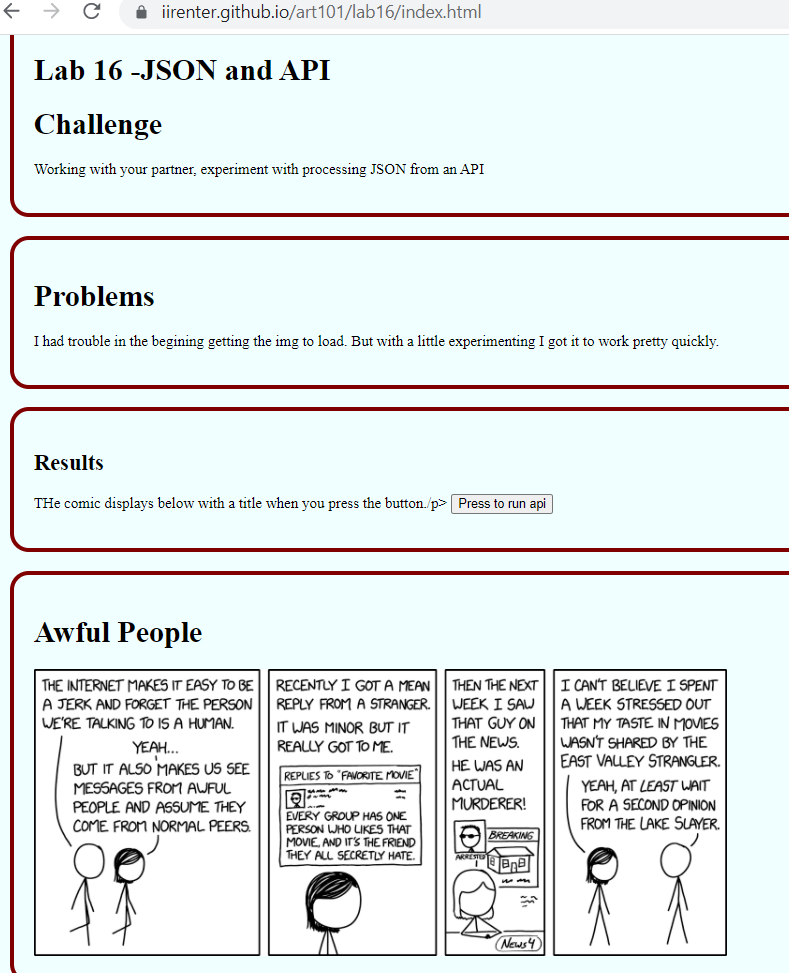 iirenter.github.io/art101/lab16/index.html
Lab 16 -JSON and API
Challenge
Working with your partner, experiment with processing JSON from an API
Problems
I had trouble in the begining getting the img to load. But with a little experimenting I got it to work pretty quickly.
Results
THe comic displays below with a title when you press the button./p> Press to run api
Awful People
THE INTERNET MAKES IT EASY TO BE
A JERK AND FORGET THE PERSON
WE'RE TALKING TO IS A HUMAN.
YEAH...
BUT IT ALSO MAKES US SEE
MESSAGES FROM AWFUL
PEOPLE AND ASSUME THEY
COME FROM NORMAL PEERS.
RECENTLY I GOT A MEAN
REPLY FROM A STRANGER.
IT WAS MINOR BUT IT
REALLY GOT TO ME.
REPLIES TO "FAVORITE MOVIE"
EVERY GROUP HAS ONE
PERSON WHO LIKES THAT
MOVIE, AND IT'S THE FRIEND
THEY ALL SECRETLY HATE.
THEN THE NEXT
WEEK I SAW
THAT GUY ON
THE NEWS.
HE WAS AN
ACTUAL
MURDERER!
BREAKING
ARRESTED
NEWS 4
I CAN'T BELIEVE I SPENT
A WEEK STRESSED OUT
THAT MY TASTE IN MOVIES
WASN'T SHARED BY THE
EAST VALLEY STRANGLER.
YEAH, AT LEAST WAIT
FOR A SECOND OPINION
FROM THE LAKE SLAYER.